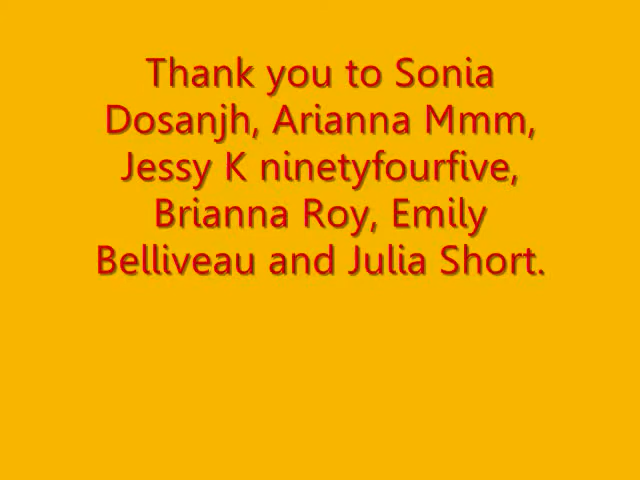 Thank you to Sonia
Dosanjh, Arianna Mmm,
Jessy K ninetyfourfive,
Brianna Roy, Emily
Belliveau and Julia Short.